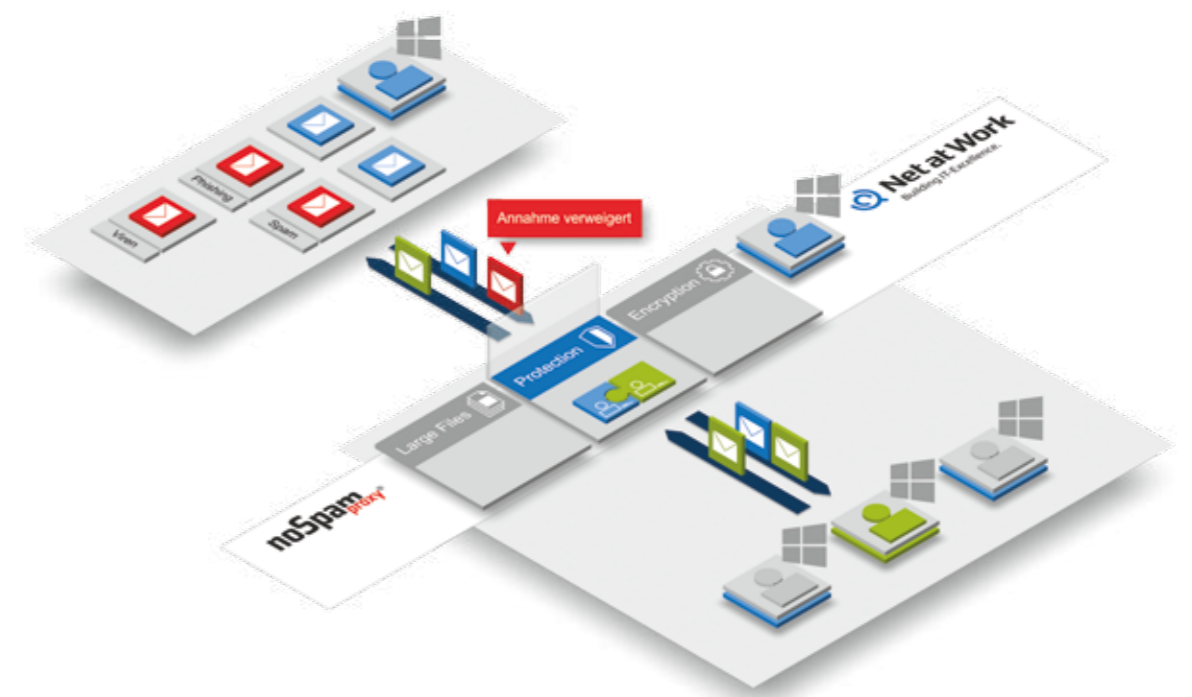 Phishing
Viren
Spam
Annahme verweigert
Net at Work
Building IT-Excellence.
Encryption
Protection
Large Files
noSpam
proxy®